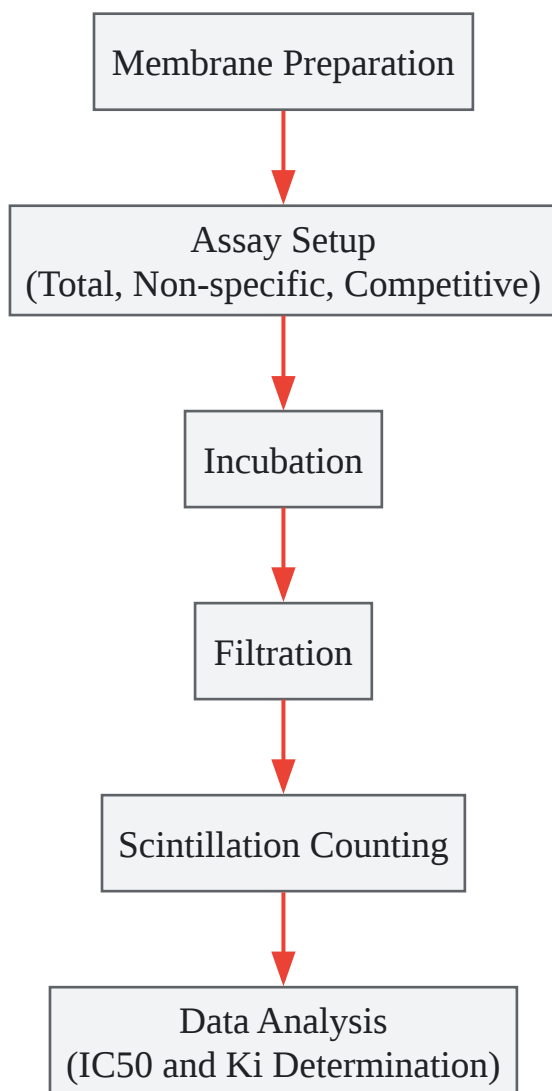 Membrane Preparation
Assay Setup
(Total, Non-specific, Competitive)
Incubation
Filtration
Scintillation Counting
Data Analysis
(IC50 and Ki Determination)